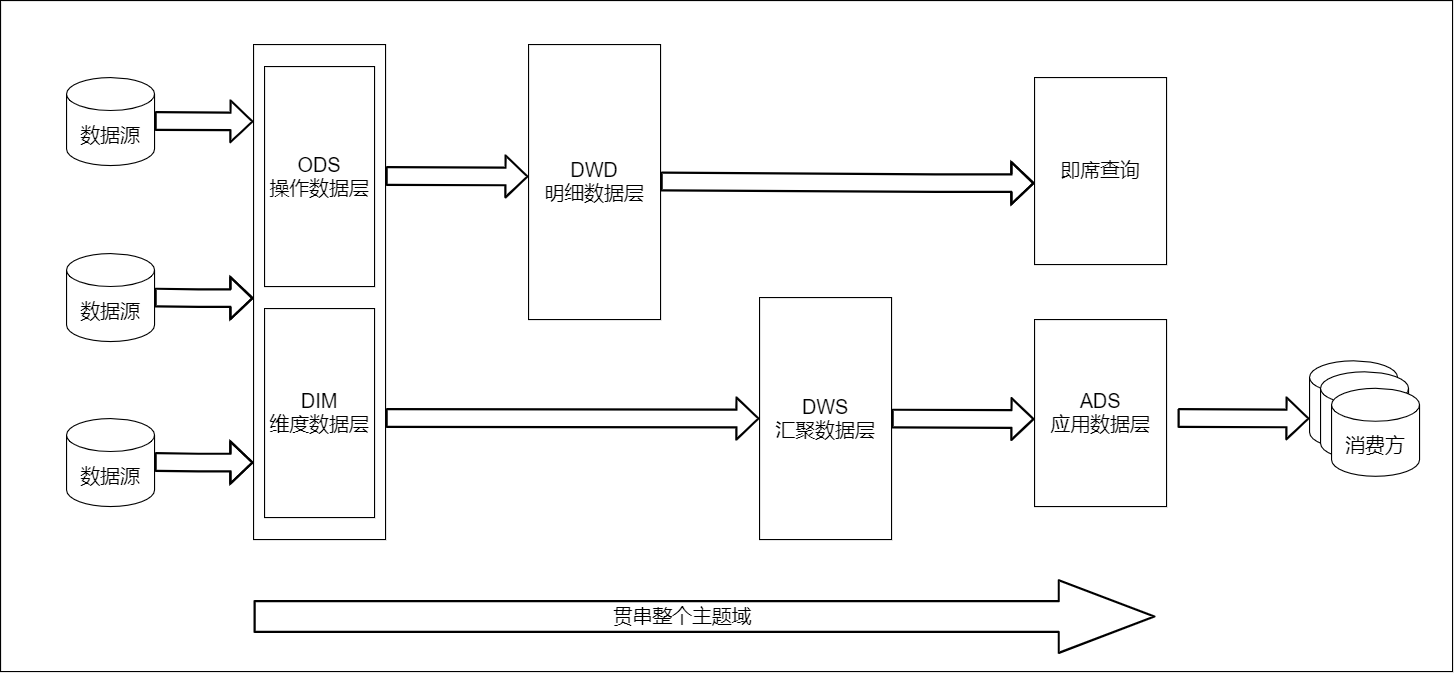 数据源
数据源
数据源
ODS
操作数据层
DIM
维度数据层
DWD
明细数据层
DWS
汇聚数据层
即席查询
ADS
应用数据层
消费方
贯串整个主题域